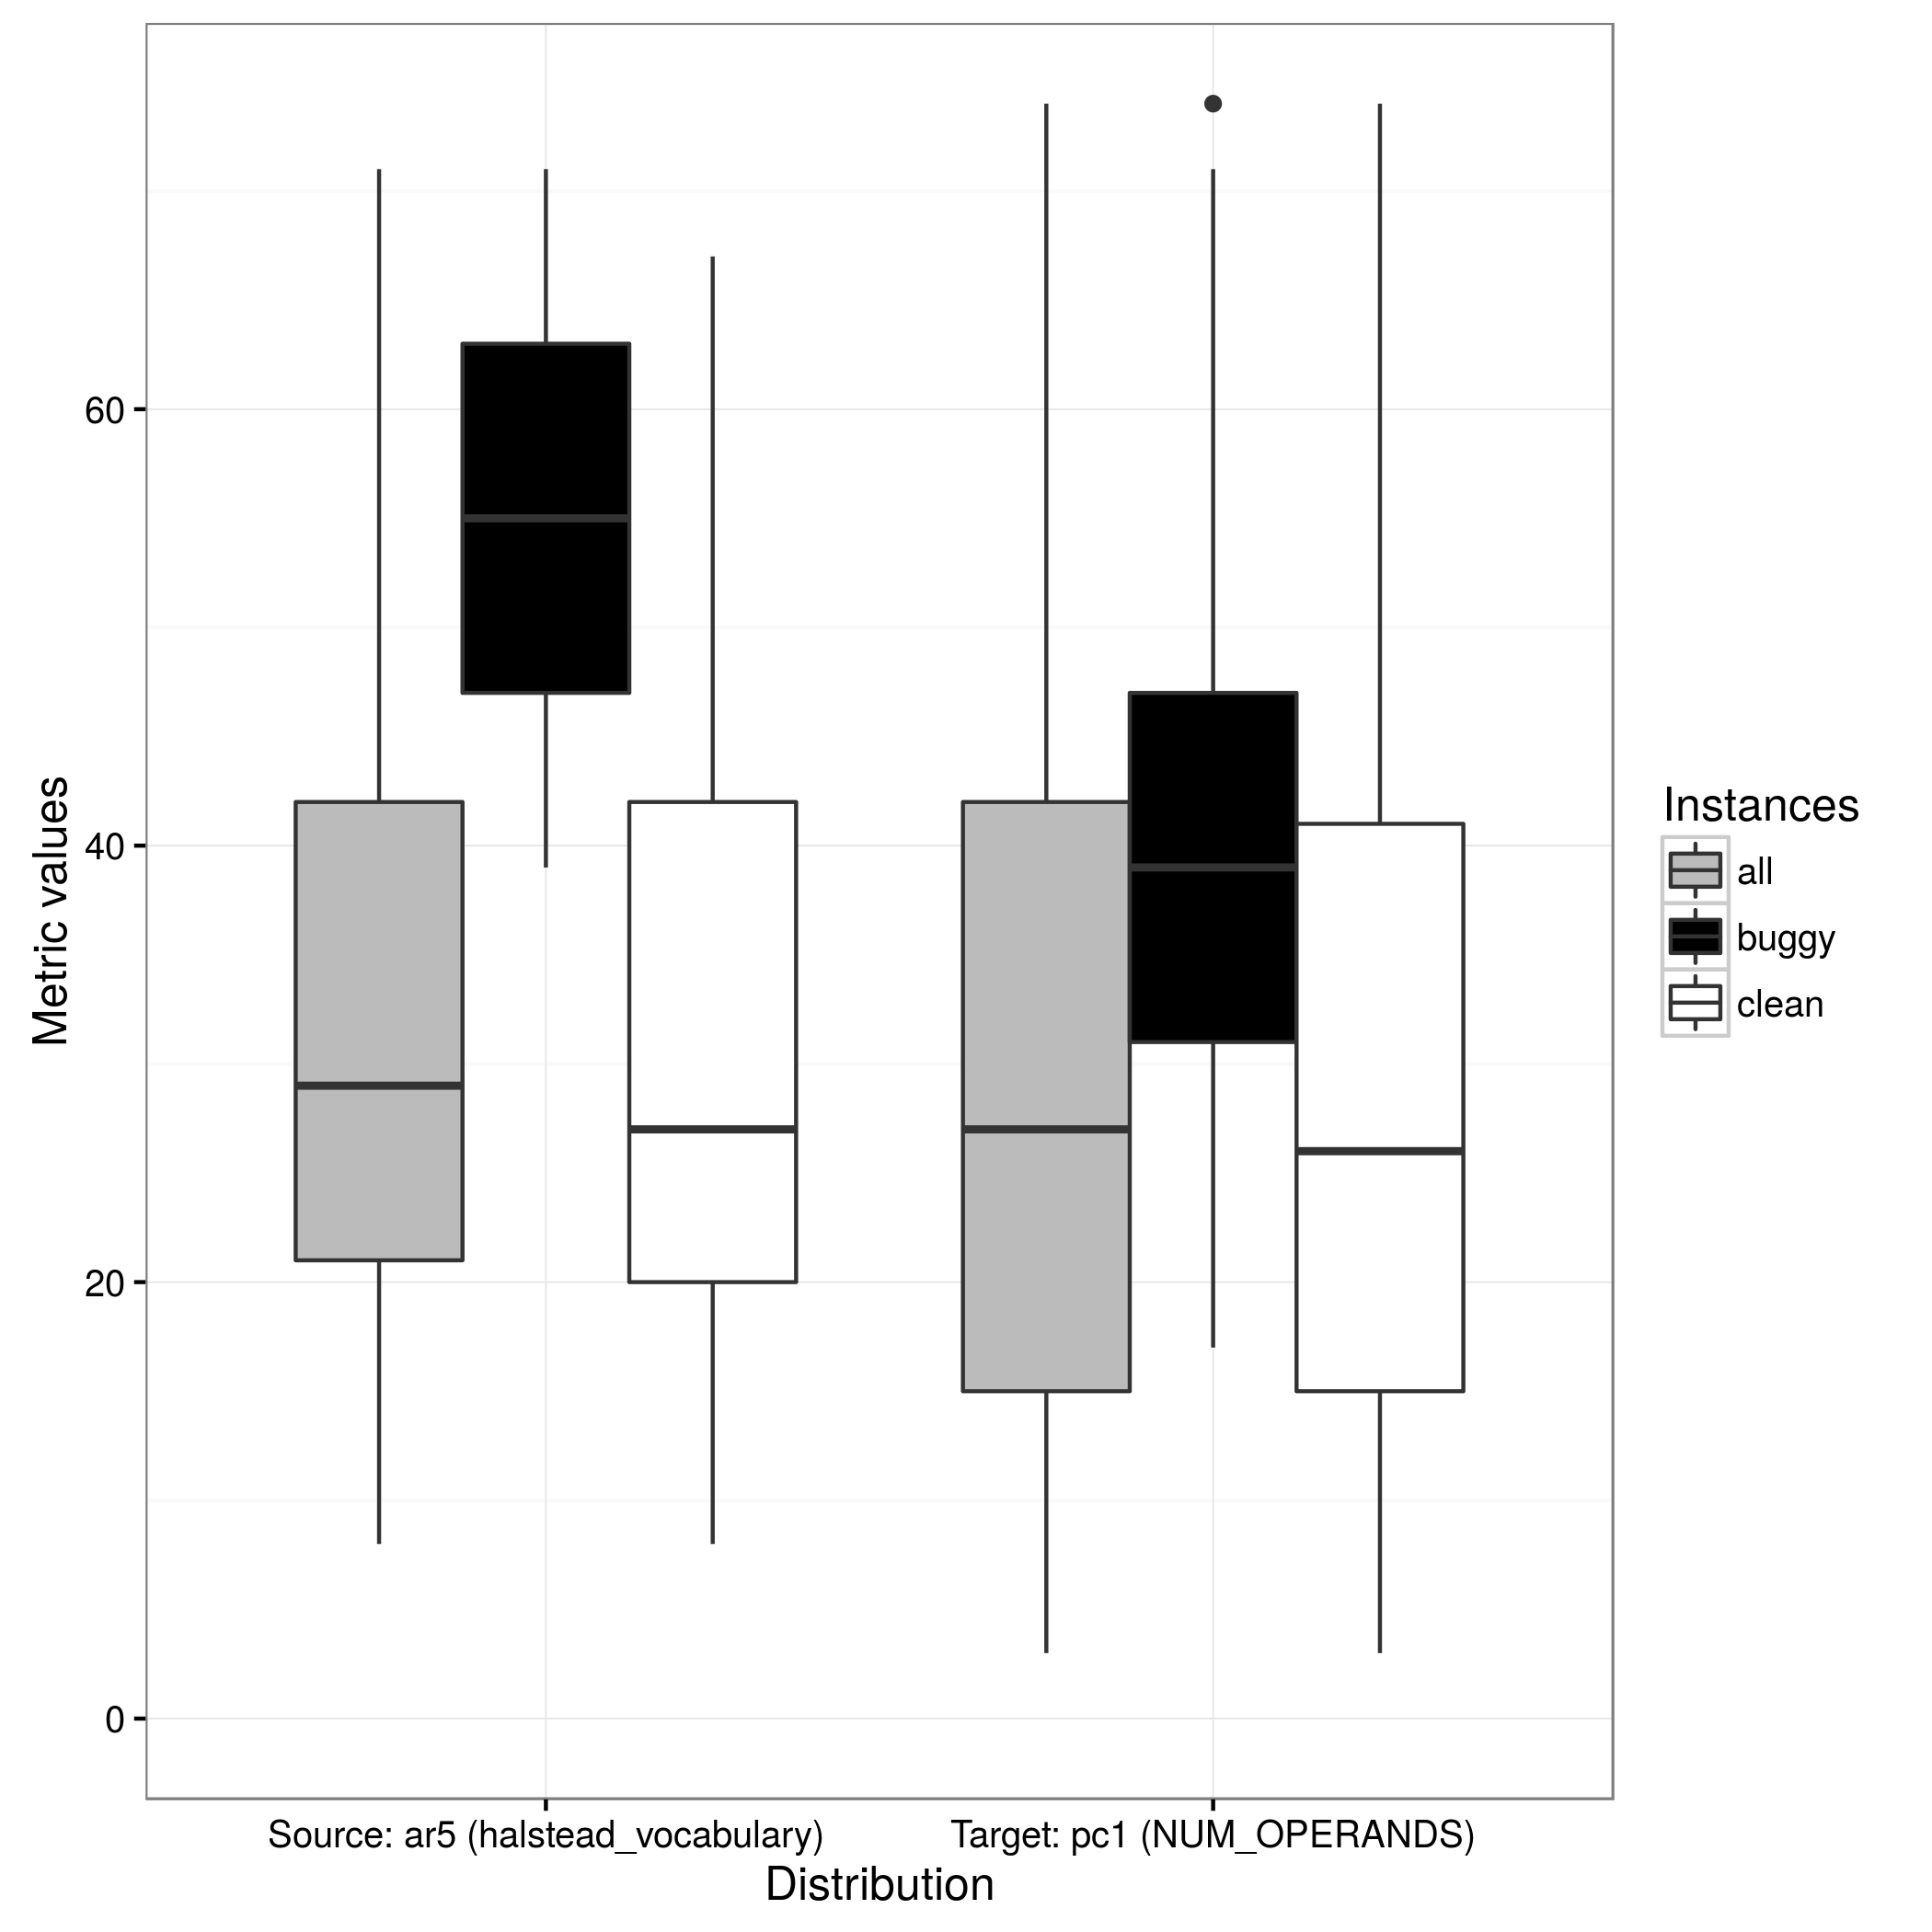 Metric values
60
40
20
0
Source: ar5 (halstead_vocabulary)
Target: pc1 (NUM_OPERANDS)
Distribution
Instances
all
buggy
clean